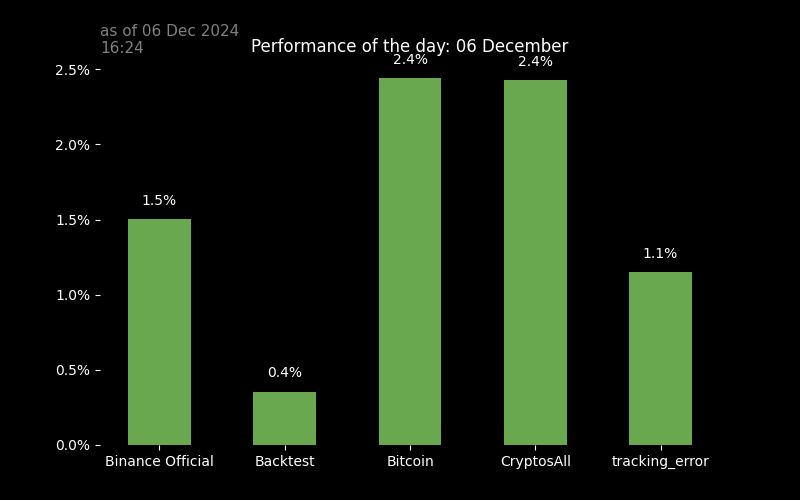 as of 06 Dec 2024
16:24
Performance of the day: 06 December
2.5%
2.0%
1.5%
1.0%
0.5%
0.0%
1.5%
0.4%
2.4%
2.4%
1.1%
Binance Official
Backtest
Bitcoin
CryptosAll
tracking_error